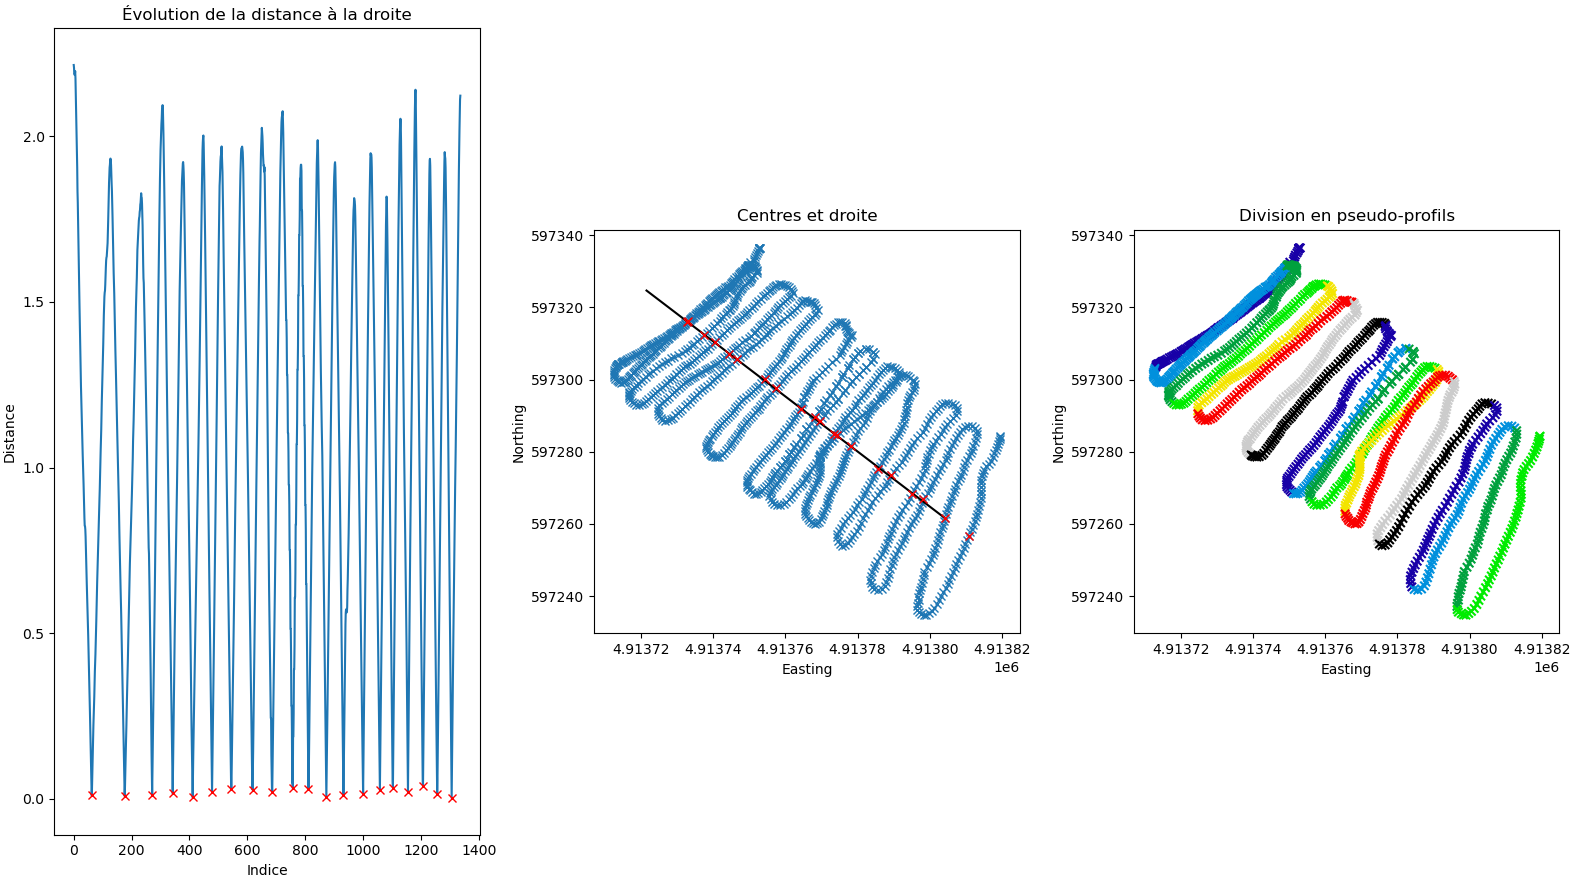 Évolution de la distance à la droite
2.0
1.5
1.0
0.5
0.0
Distance
0 200 400 600 800 1000 1200 1400
Indice
Centres et droite
597340
597320
597300
597280
597260
597240
Northing
4.91372 4.91374 4.91376 4.91378 4.91380 4.91382
1e6
Easting
Division en pseudo-profils
597340
597320
597300
597280
597260
597240
Northing
4.91372 4.91374 4.91376 4.91378 4.91380 4.91382
1e6
Easting